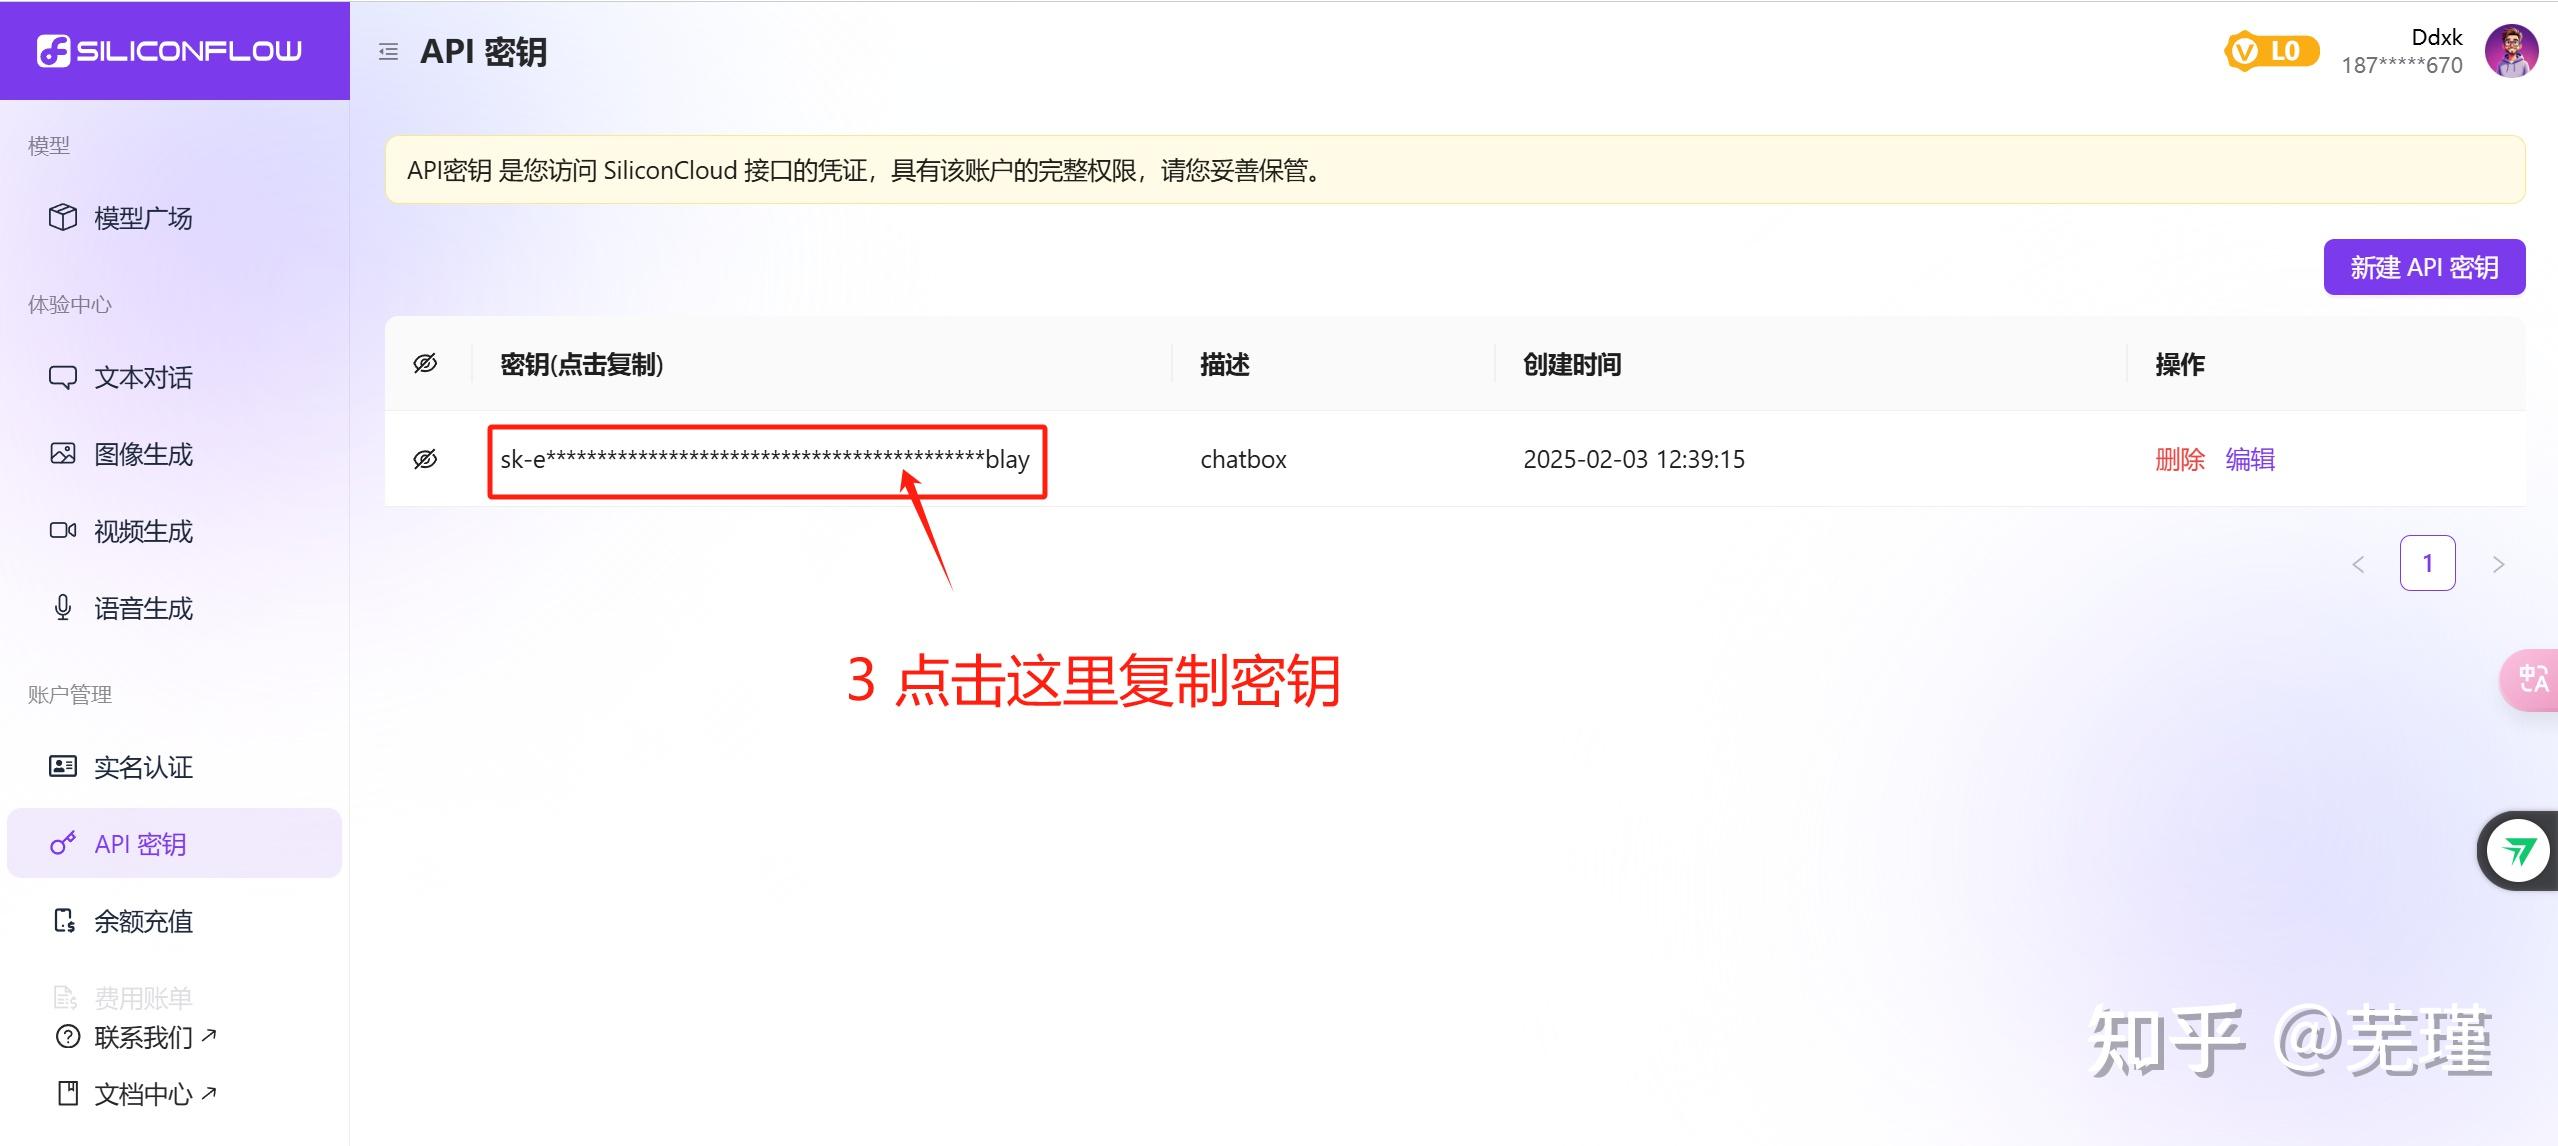 SILICONFLOW
API 密钥
L0
Ddxk
187*****670
模型
模型广场
体验中心
文本对话
图像生成
视频生成
语音生成
账户管理
实名认证
API 密钥
余额充值
费用账单
联系我们
文档中心
API密钥 是您访问 SiliconCloud 接口的凭证，具有该账户的完整权限，请您妥善保管。
新建 API 密钥
密钥(点击复制) 描述 创建时间 操作
sk-e*******************************************blay chatbox 2025-02-03 12:39:15 删除 编辑
1
3 点击这里复制密钥
中A
知乎 @芜瑾